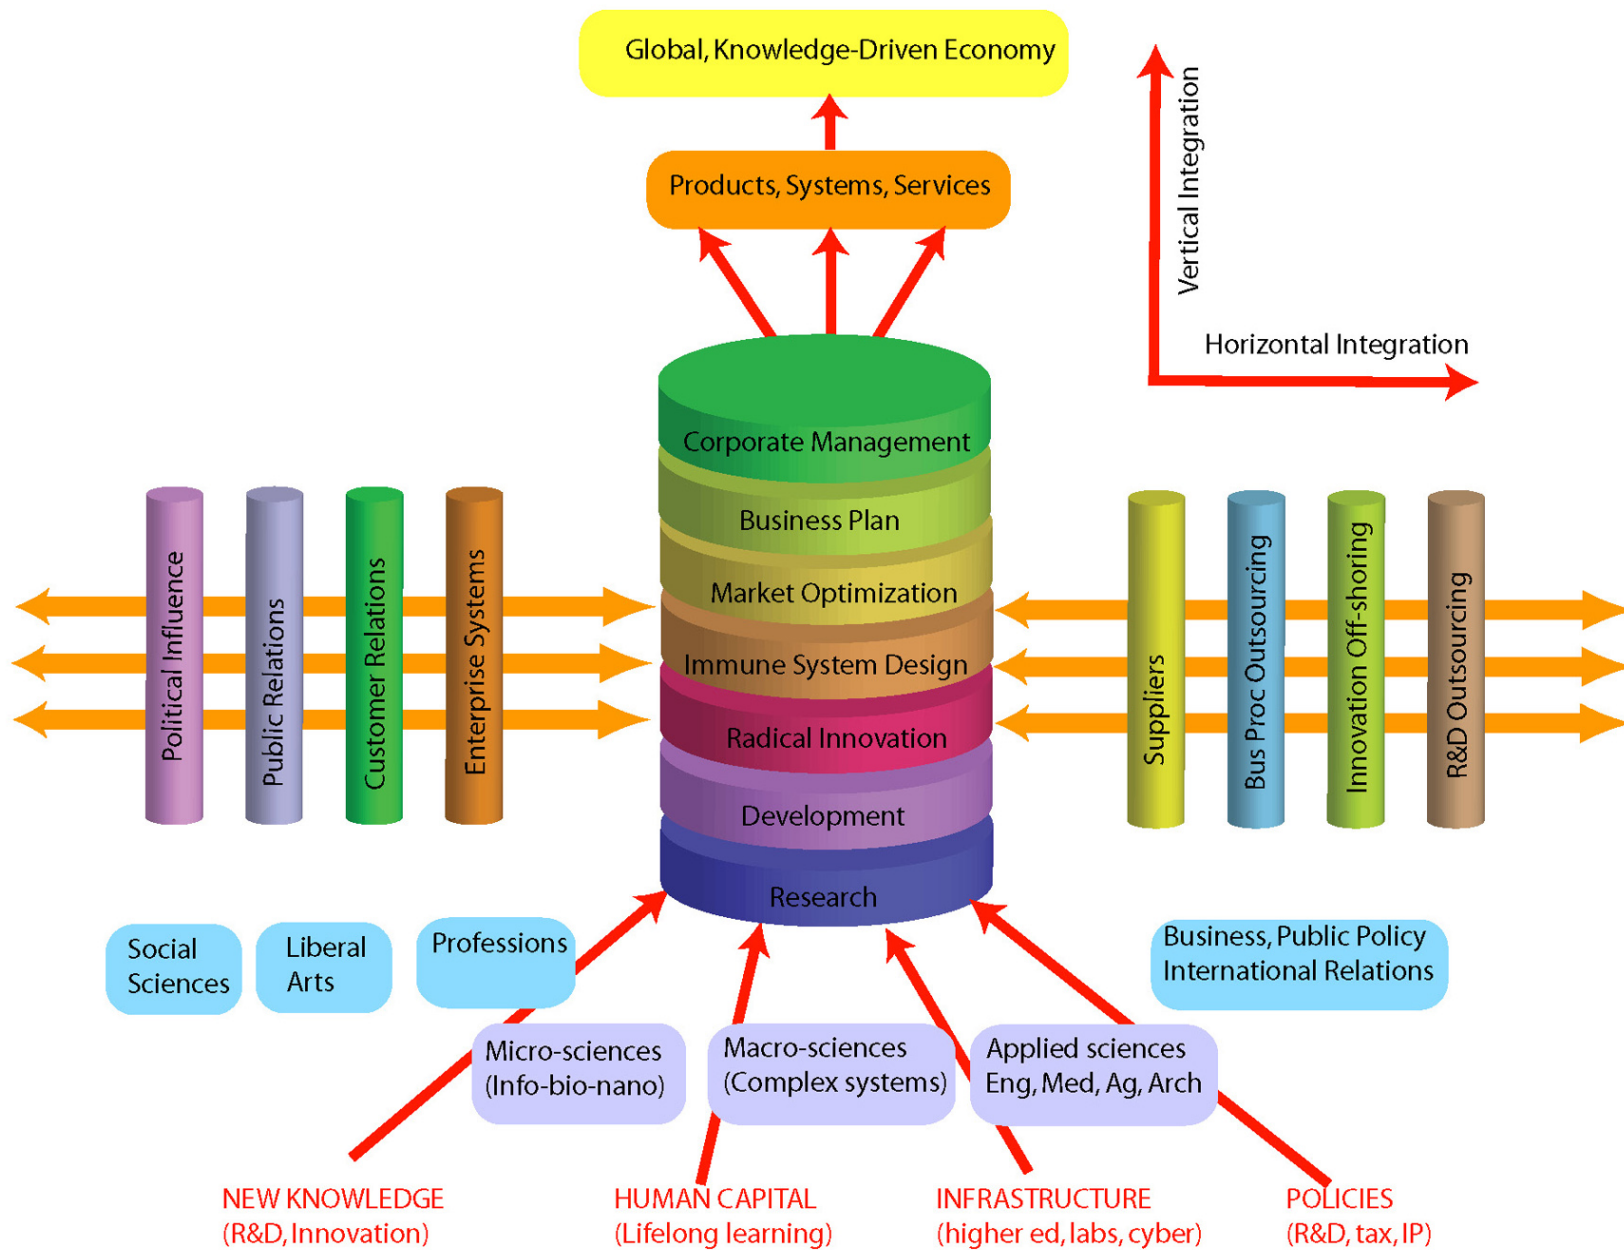 Global, Knowledge-Driven Economy
Products, Systems, Services
Vertical Integration
Horizontal Integration
Corporate Management
Business Plan
Market Optimization
Immune System Design
Radical Innovation
Development
Research
Political Influence
Public Relations
Customer Relations
Enterprise Systems
Suppliers
Bus Proc Outsourcing
Innovation Off-shoring
R&D Outsourcing
Social
Sciences
Liberal
Arts
Professions
Business, Public Policy
International Relations
Micro-sciences
(Info-bio-nano)
Macro-sciences
(Complex systems)
Applied sciences
Eng, Med, Ag, Arch
NEW KNOWLEDGE
(R&D, Innovation)
HUMAN CAPITAL
(Lifelong learning)
INFRASTRUCTURE
(higher ed, labs, cyber)
POLICIES
(R&D, tax, IP)